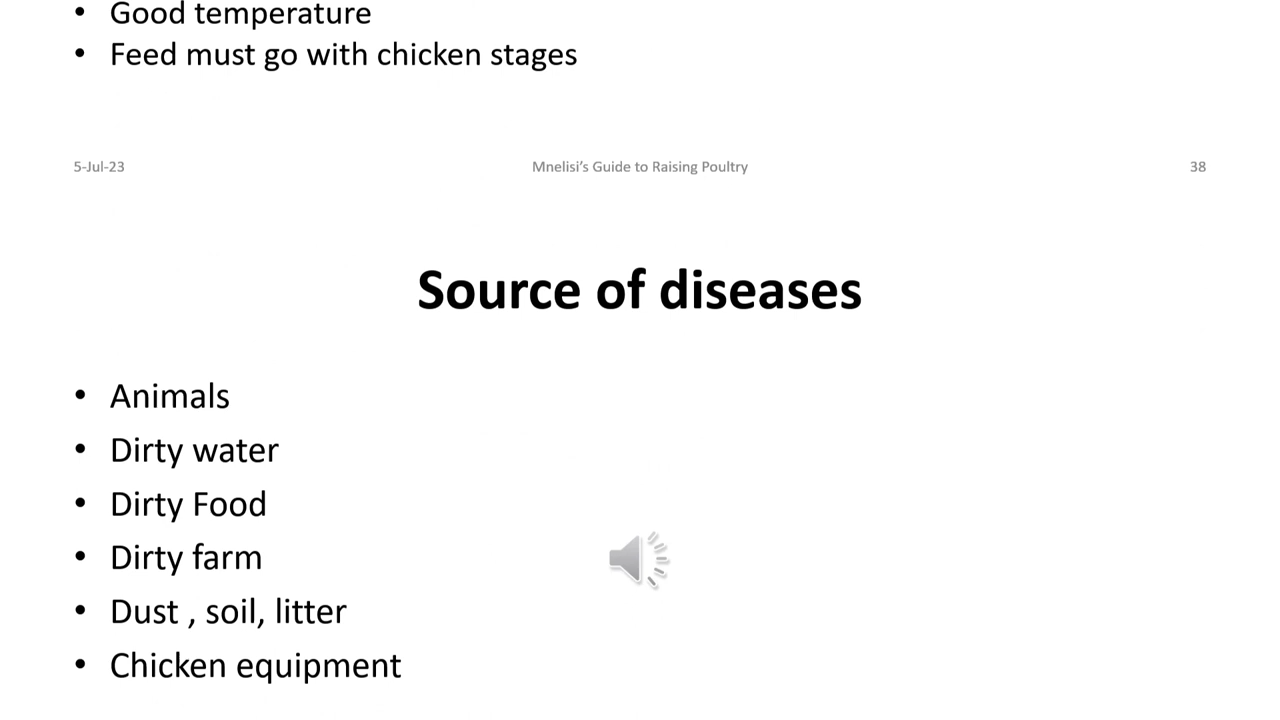 • Good temperature
• Feed must go with chicken stages
5-Jul-23 Mnelisi’s Guide to Raising Poultry 38
Source of diseases
• Animals
• Dirty water
• Dirty Food
• Dirty farm
• Dust , soil, litter
• Chicken equipment